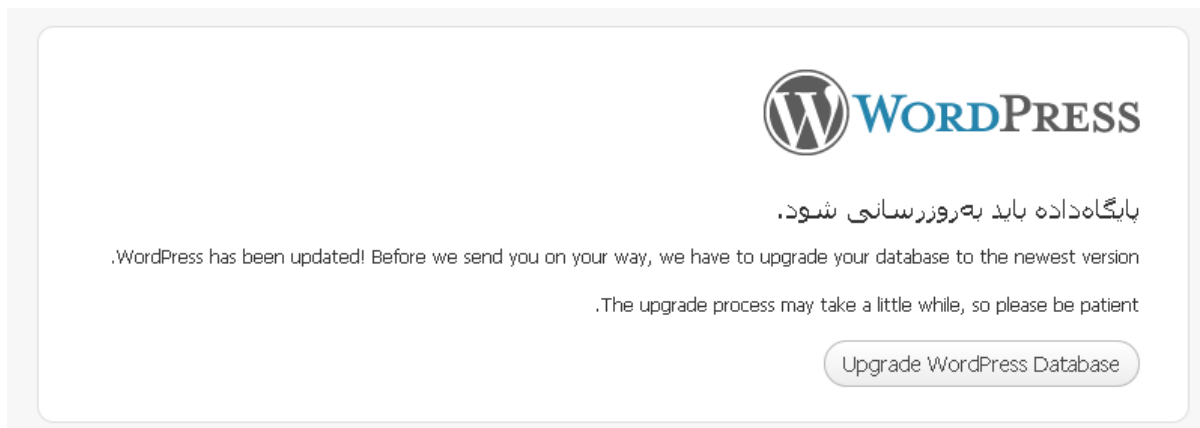 WORDPRESS
پایگاه‌داده باید به‌روزرسانی شود.
WordPress has been updated! Before we send you on your way, we have to upgrade your database to the newest version.
The upgrade process may take a little while, so please be patient.
Upgrade WordPress Database